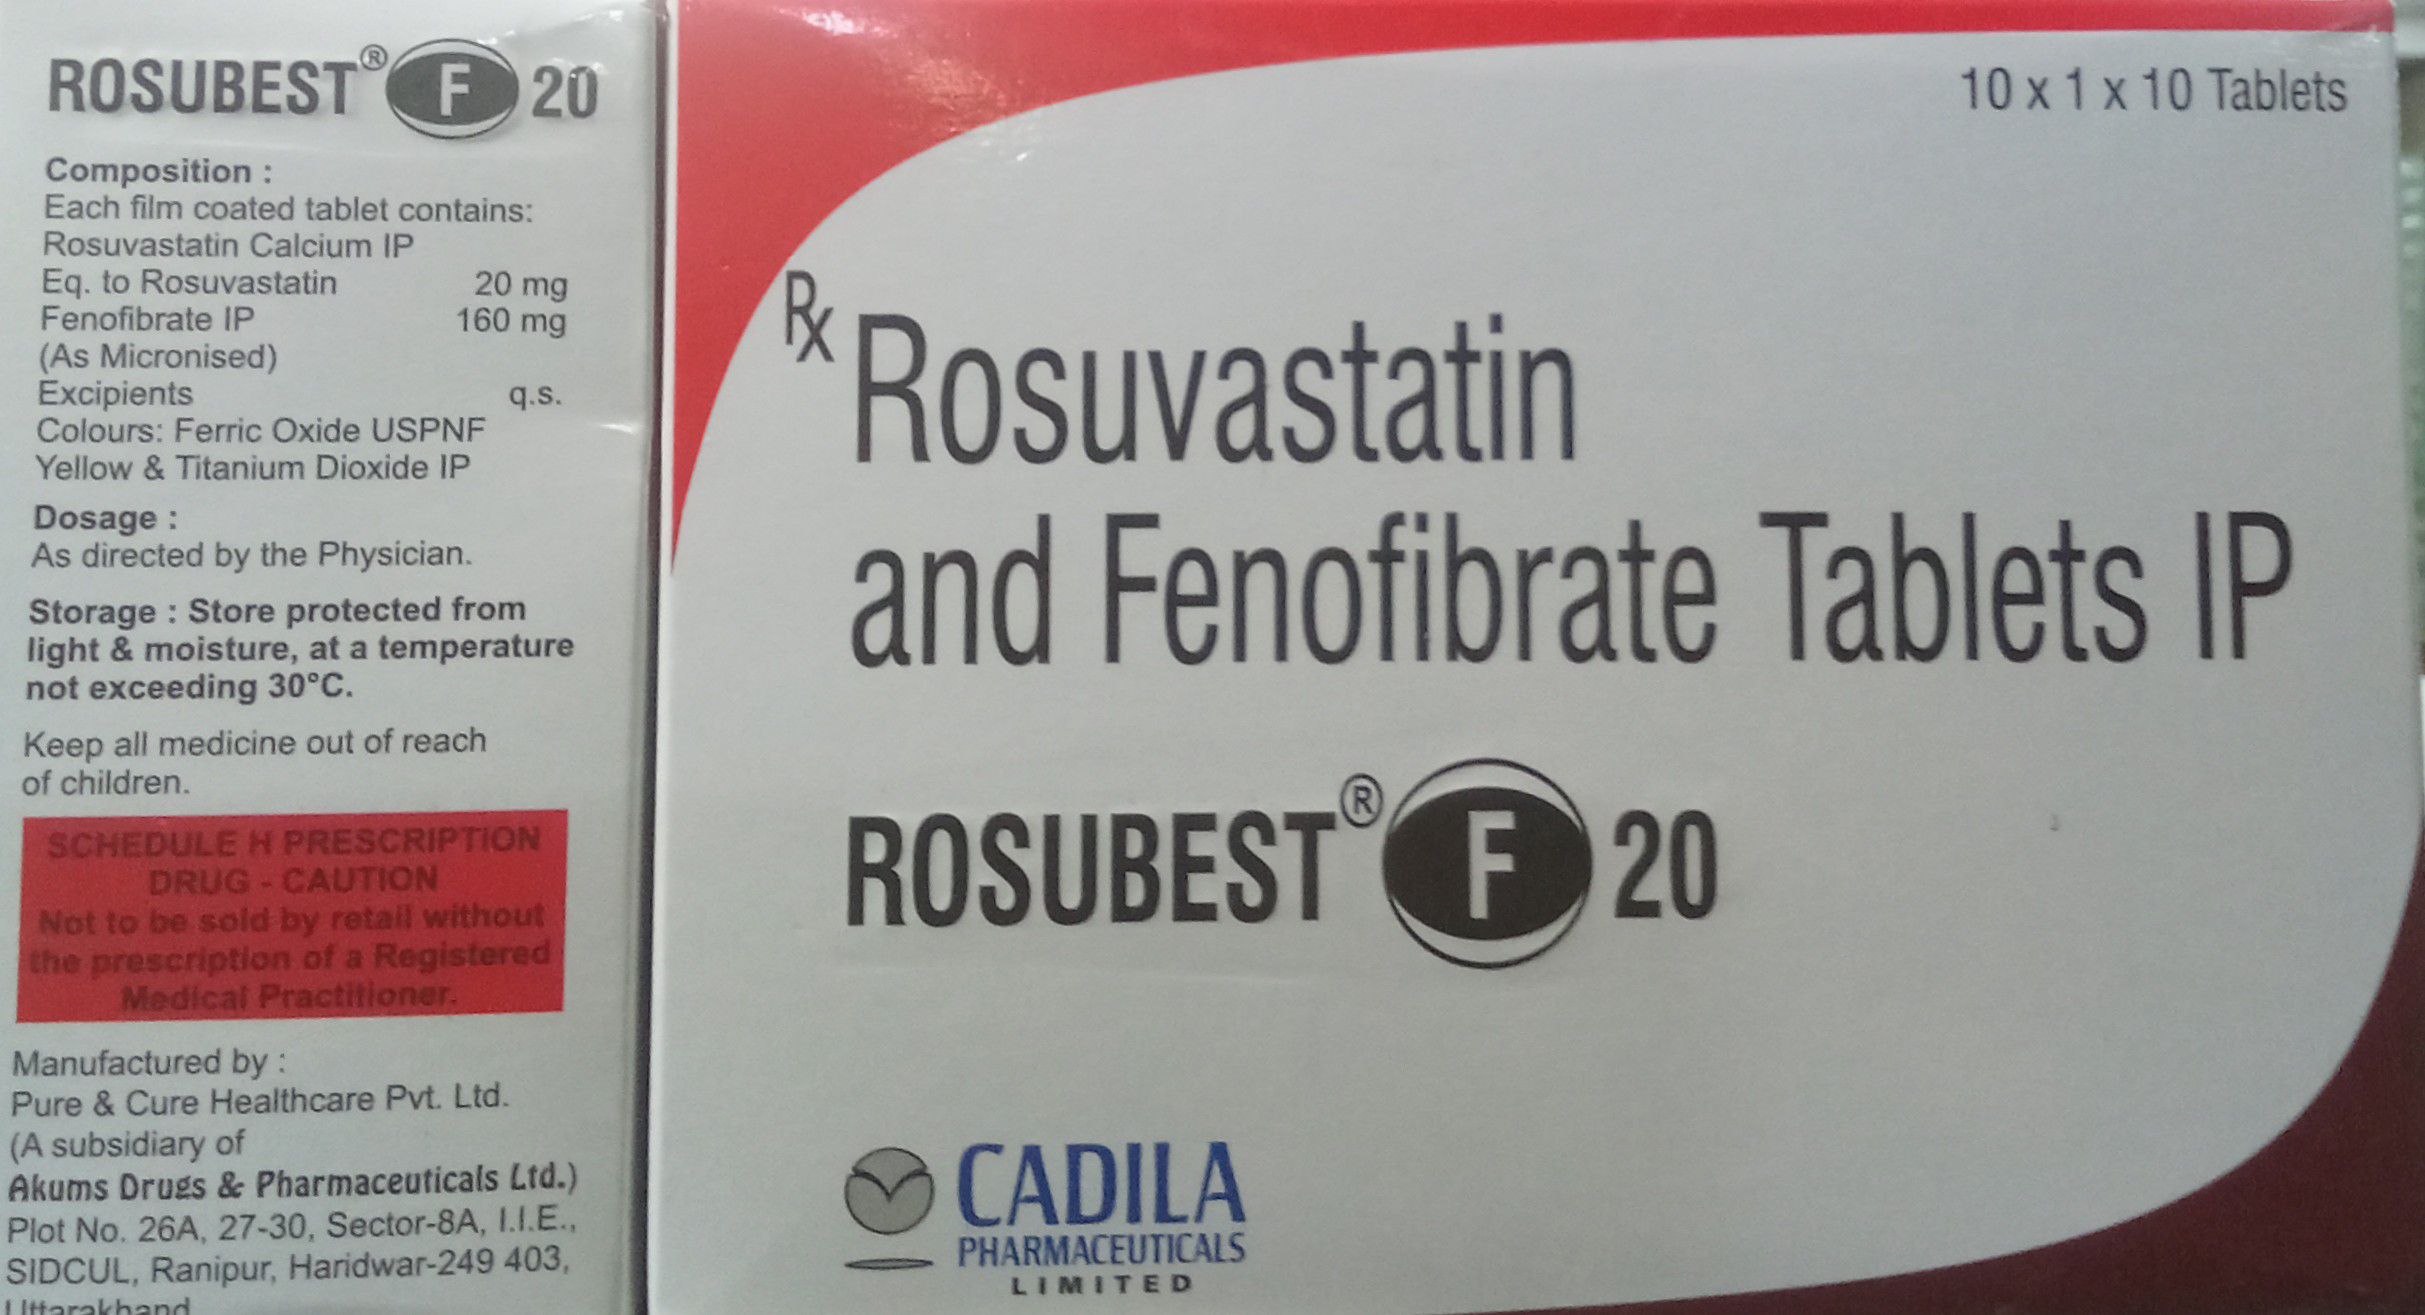 ROSUBEST® F 20
Composition :
Each film coated tablet contains:
Rosuvastatin Calcium IP
Eq. to Rosuvastatin 20 mg
Fenofibrate IP 160 mg
(As Micronised)
Excipients q.s.
Colours: Ferric Oxide USPNF
Yellow & Titanium Dioxide IP
Dosage :
As directed by the Physician.
Storage : Store protected from
light & moisture, at a temperature
not exceeding 30°C.
Keep all medicine out of reach
of children.
SCHEDULE H PRESCRIPTION
DRUG - CAUTION
Not to be sold by retail without
the prescription of a Registered
Medical Practitioner.
Manufactured by :
Pure & Cure Healthcare Pvt. Ltd.
(A subsidiary of
Akums Drugs & Pharmaceuticals Ltd.)
Plot No. 26A, 27-30, Sector-8A, I.I.E.,
SIDCUL, Ranipur, Haridwar-249 403,
Uttarakhand
10 x 1 x 10 Tablets
Rx Rosuvastatin
and Fenofibrate Tablets IP
ROSUBEST® F 20
CADILA
PHARMACEUTICALS
LIMITED